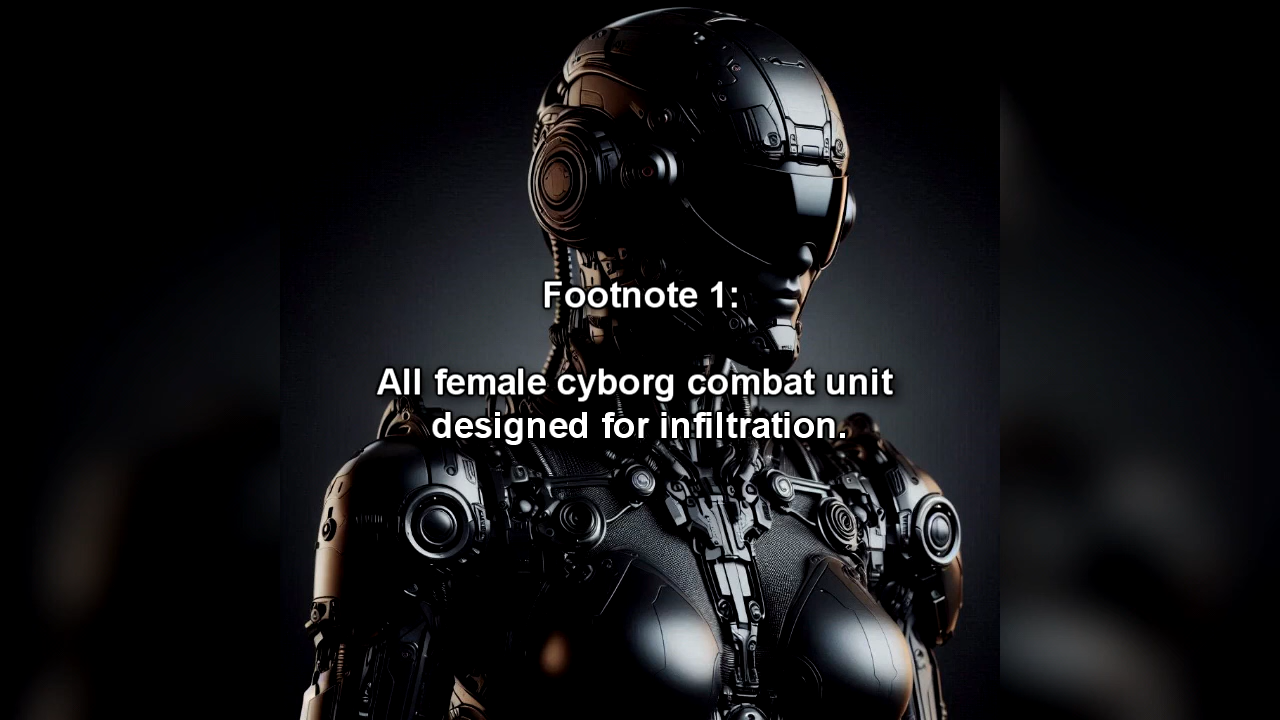 Footnote 1:
All female cyborg combat unit
designed for infiltration.